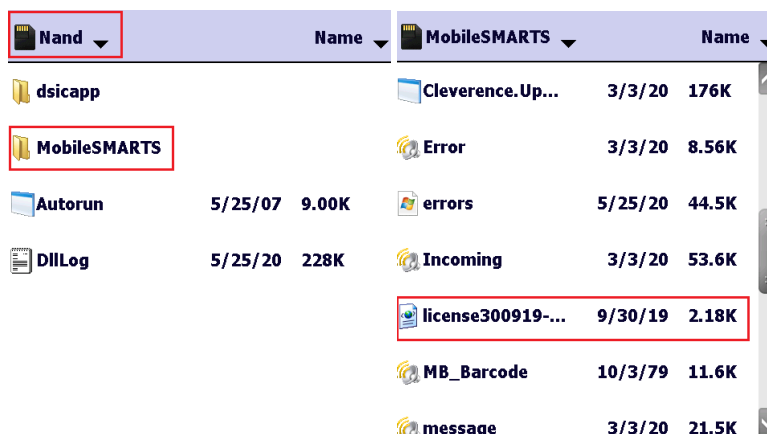 Nand Name
dsicapp
MobileSMARTS
Autorun 5/25/07 9.00K
DllLog 5/25/20 228K
MobileSMARTS Name
Cleverence.Up... 3/3/20 176K
Error 3/3/20 8.56K
errors 5/25/20 44.5K
Incoming 3/3/20 53.6K
license300919-... 9/30/19 2.18K
MB_Barcode 10/3/79 11.6K
message 3/3/20 21.5K